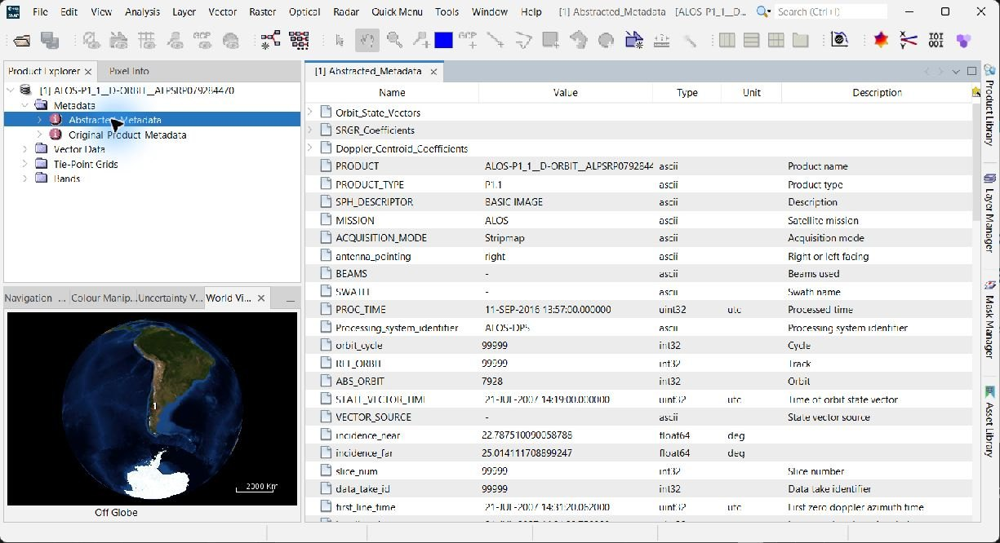 File Edit View Analysis Layer Vector Raster Optical Radar Quick Menu Tools Window Help [1] Abstracted_Metadata [ALOS-P1_1__D... Search (Ctrl+I)
GCP GCP
Product Explorer Pixel Info
[1] ALOS-P1_1__D-ORBIT__ALPSRP079284470
Metadata
Abstracted Metadata
Original Product Metadata
Vector Data
Tie-Point Grids
Bands
Navigation ... Colour Manip... Uncertainty V... World Vi...
1
2000 Km
Off Globe
[1] Abstracted_Metadata
Name Value Type Unit Description
Orbit_State_Vectors
SRGR_Coefficients
Doppler_Centroid_Coefficients
PRODUCT ALOS-P1_1__D-ORBIT__ALPSRP0792844 ascii Product name
PRODUCT_TYPE P1.1 ascii Product type
SPH_DESCRIPTOR BASIC IMAGE ascii Description
MISSION ALOS ascii Satellite mission
ACQUISITION_MODE Stripmap ascii Acquisition mode
antenna_pointing right ascii Right or left facing
BEAMS - ascii Beams used
SWATH - ascii Swath name
PROC_TIME 11-SEP-2016 13:57:00.000000 uint32 utc Processed time
Processing_system_identifier ALOS-DPS ascii Processing system identifier
orbit_cycle 99999 int32 Cycle
REL_ORBIT 99999 int32 Track
ABS_ORBIT 7928 int32 Orbit
STATE_VECTOR_TIME 21-JUL-2007 14:19:00.000000 uint32 utc Time of orbit state vector
VECTOR_SOURCE - ascii State vector source
incidence_near 22.787510090058788 float64 deg
incidence_far 25.014111708899247 float64 deg
slice_num 99999 int32 Slice number
data_take_id 99999 int32 Data take identifier
first_line_time 21-JUL-2007 14:31:20.062000 uint32 utc First zero doppler azimuth time
Product Library
Layer Manager
Mask Manager
Asset Library